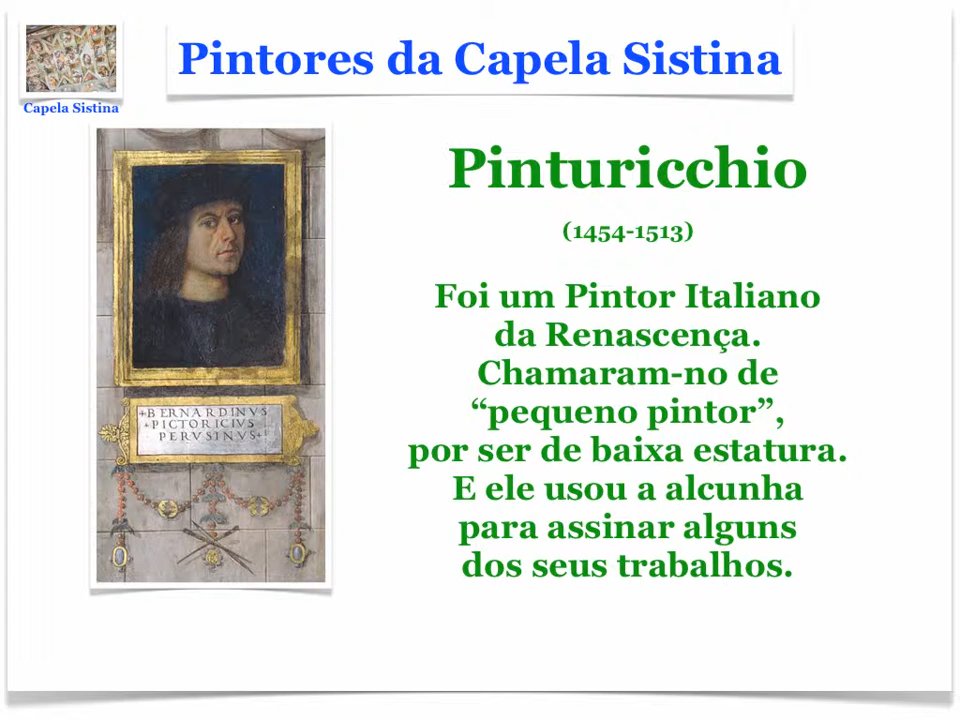 Pintores da Capela Sistina
Capela Sistina
Pinturicchio
(1454-1513)
Foi um Pintor Italiano
da Renascença.
Chamaram-no de
“pequeno pintor”,
por ser de baixa estatura.
E ele usou a alcunha
para assinar alguns
dos seus trabalhos.
+BERNARDINVS
+PICTORICIVS
PERVSINVS+